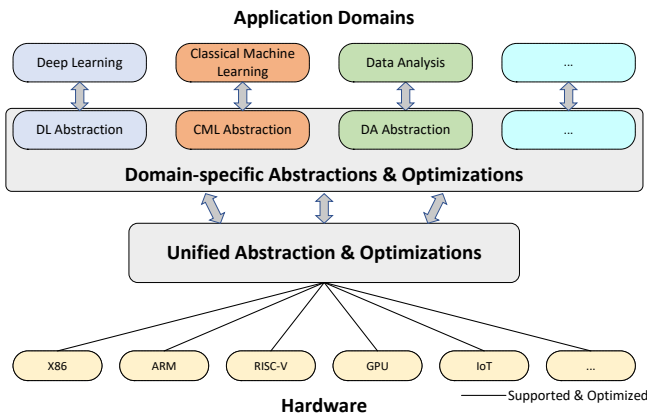 Application Domains
Deep Learning
Classical Machine
Learning
Data Analysis
...
DL Abstraction
CML Abstraction
DA Abstraction
...
Domain-specific Abstractions & Optimizations
Unified Abstraction & Optimizations
X86
ARM
RISC-V
GPU
IoT
...
Supported & Optimized
Hardware